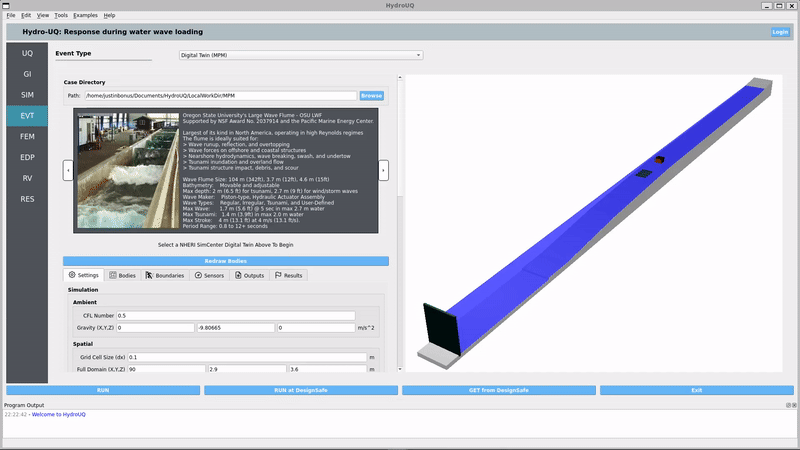 HydroUQ
File Edit View Tools Examples Help
Hydro-UQ: Response during water wave loading
Login
UQ
GI
SIM
EVT
FEM
EDP
RV
RES
Event Type
Digital Twin (MPM)
Case Directory
Path: /home/justinbonus/Documents/HydroUQ/LocalWorkDir/MPM
Browse
Oregon State University's Large Wave Flume - OSU LWF
Supported by NSF Award No. 2037914 and the Pacific Marine Energy Center.
Largest of its kind in North America, operating in high Reynolds regimes
The flume is ideally suited for:
> Wave runup, reflection, and overtopping
> Wave forces on offshore and coastal structures
> Nearshore hydrodynamics, wave breaking, swash, and undertow
> Tsunami inundation and overland flow
> Tsunami structure impact, debris, and scour
Wave Flume Size: 104 m (342ft), 3.7 m (12ft), 4.6 m (15ft)
Bathymetry: Movable and adjustable
Max depth: 2 m (6.5 ft) for tsunami, 2.7 m (9 ft) for wind/storm waves
Wave Maker: Piston-type, Hydraulic Actuator Assembly
Wave Types: Regular, Irregular, Tsunami, and User-Defined
Max Wave: 1.7 m (5.6 ft) @ 5 sec in max 2.7 m water
Max Tsunami: 1.4 m (3.9ft) in max 2.0 m water
Max Stroke: 4 m (13.1 ft) at 4 m/s (13.1 ft/s).
Period Range: 0.8 to 12+ seconds
Select a NHERI SimCenter Digital Twin Above To Begin
Redraw Bodies
Settings Bodies Boundaries Sensors Outputs Results
Simulation
Ambient
CFL Number 0.5
Gravity (X,Y,Z) 0 -9.80665 0 m/s^2
Spatial
Grid Cell Size (dx) 0.1 m
Full Domain (X,Y,Z) 90 2.9 3.6 m
RUN
RUN at DesignSafe
GET from DesignSafe
Exit
Program Output
22:22:42 - Welcome to HydroUQ